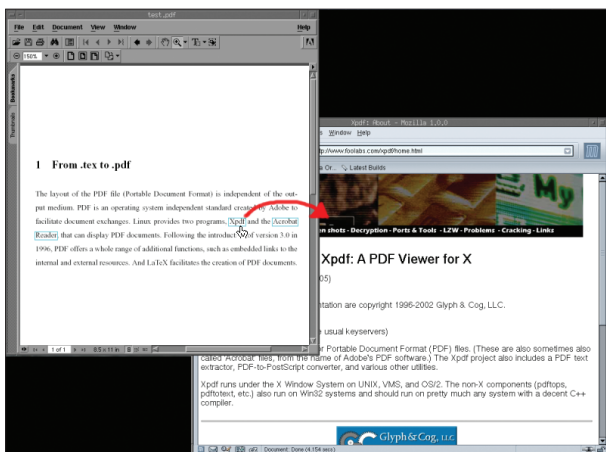 test.pdf
File Edit Document View Window Help
150%
Bookmarks
Thumbnails
1 From .tex to .pdf
The layout of the PDF file (Portable Document Format) is independent of the out-
put medium. PDF is an operating system independent standard created by Adobe to
facilitate document exchanges. Linux provides two programs, Xpdf and the Acrobat
Reader, that can display PDF documents. Following the introduct of version 3.0 in
1996, PDF offers a whole range of additional functions, such as embedded links to the
internal and external resources. And LaTeX facilitates the creation of PDF documents.
1 of 1 8.5 x 11 in
Xpdf: About - Mozilla 1.0.0
s Window Help
tp://www.foolabs.com/xpdf/home.html
Or... Latest Builds
My
en shots - Decryption - Ports & Tools - LZW - Problems - Cracking - Links
Xpdf: A PDF Viewer for X
05)
ntation are copyright 1996-2002 Glyph & Cog, LLC.
usual keyservers)
r Portable Document Format (PDF) files. (These are also sometimes also
called 'Acrobat' files, from the name of Adobe's PDF software.) The Xpdf project also includes a PDF text
extractor, PDF-to-PostScript converter, and various other utilities.
Xpdf runs under the X Window System on UNIX, VMS, and OS/2. The non-X components (pdftops,
pdftotext, etc.) also run on Win32 systems and should run on pretty much any system with a decent C++
compiler.
Glyph & Cog, LLC
Document: Done (4.154 secs)